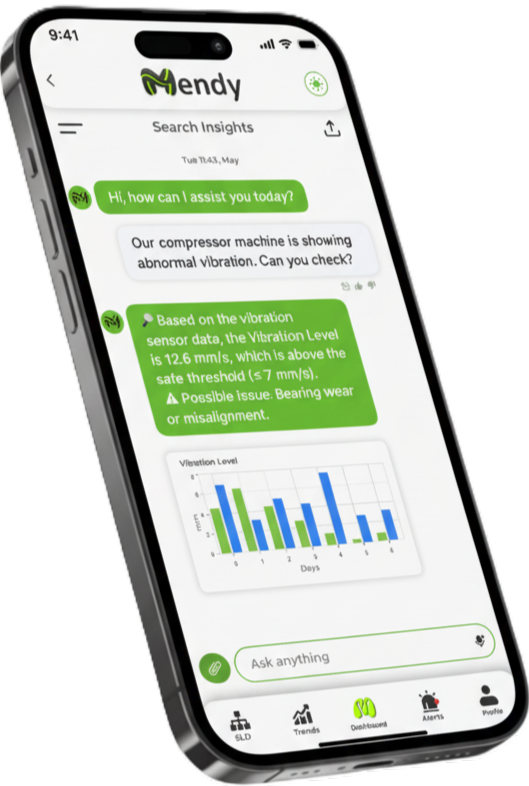 9:41
Mendy
Search Insights
Tue 11:43, May
Hi, how can I assist you today?
Our compressor machine is showing
abnormal vibration. Can you check?
Based on the vibration
sensor data, the Vibration Level
is 12.6 mm/s, which is above the
sate threshold (≤7 mm/s).
⚠ Possible issue. Bearing wear
or misalignment.
Vibration Level
0
1
2
3
4
5
6
Days
Ask anything
SLD
Trends
Dashboard
Alerts
Profile